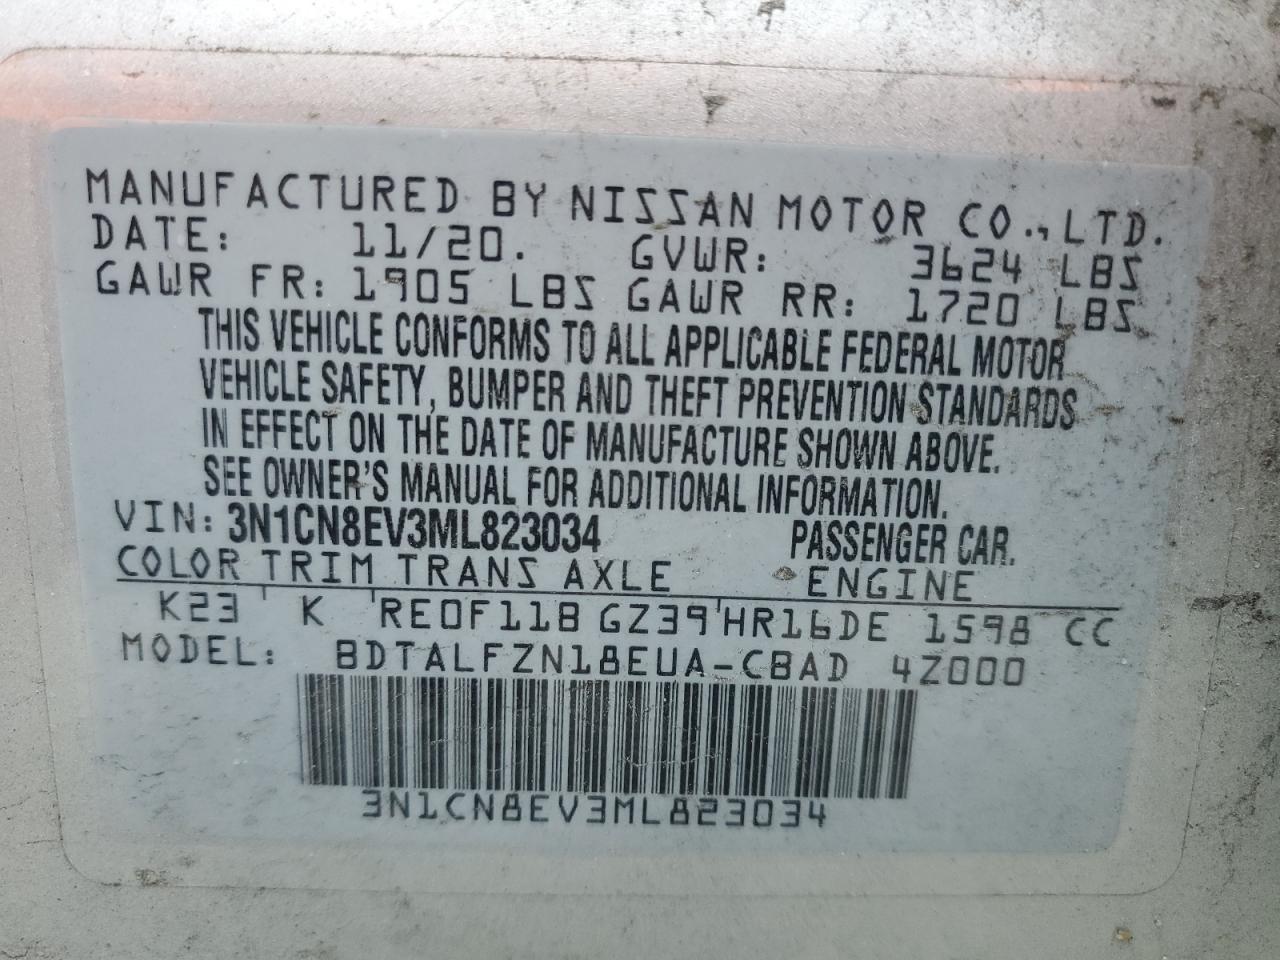 MANUFACTURED BY NISSAN MOTOR CO., LTD.
DATE: 11/20. GVWR: 3624 LBS
GAWR FR: 1905 LBS GAWR RR: 1720 LBS
THIS VEHICLE CONFORMS TO ALL APPLICABLE FEDERAL MOTOR
VEHICLE SAFETY, BUMPER AND THEFT PREVENTION STANDARDS
IN EFFECT ON THE DATE OF MANUFACTURE SHOWN ABOVE.
SEE OWNER'S MANUAL FOR ADDITIONAL INFORMATION.
VIN: 3N1CN8EV3ML823034 PASSENGER CAR.
COLOR TRIM TRANS AXLE ENGINE
K23 K RE0F11B GZ39 HR16DE 1598 CC
MODEL: BDTALFZN18EUA-CBAD 4Z000
3N1CN8EV3ML823034